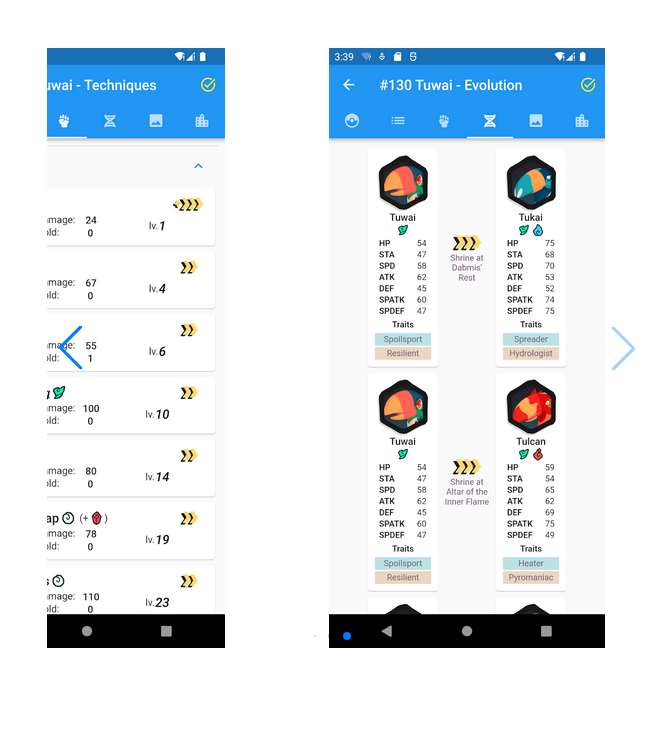 uwai - Techniques
mage: 24
old: 0
lv.1
mage: 67
old: 0
lv.4
mage: 55
old: 1
lv.6
mage: 100
old: 0
lv.10
mage: 80
old: 0
lv.14
ap (+ )
mage: 78
old: 0
lv.19
s
mage: 110
old: 0
lv.23
3:39
#130 Tuwai - Evolution
Tuwai
HP 54
STA 47
SPD 58
ATK 62
DEF 45
SPATK 60
SPDEF 47
Traits
Spoilsport
Resilient
Shrine at
Dabmis'
Rest
Tukai
HP 75
STA 68
SPD 70
ATK 53
DEF 52
SPATK 74
SPDEF 75
Traits
Spreader
Hydrologist
Tuwai
HP 54
STA 47
SPD 58
ATK 62
DEF 45
SPATK 60
SPDEF 47
Traits
Spoilsport
Resilient
Shrine at
Altar of the
Inner Flame
Tulcan
HP 59
STA 54
SPD 65
ATK 62
DEF 69
SPATK 75
SPDEF 49
Traits
Heater
Pyromaniac